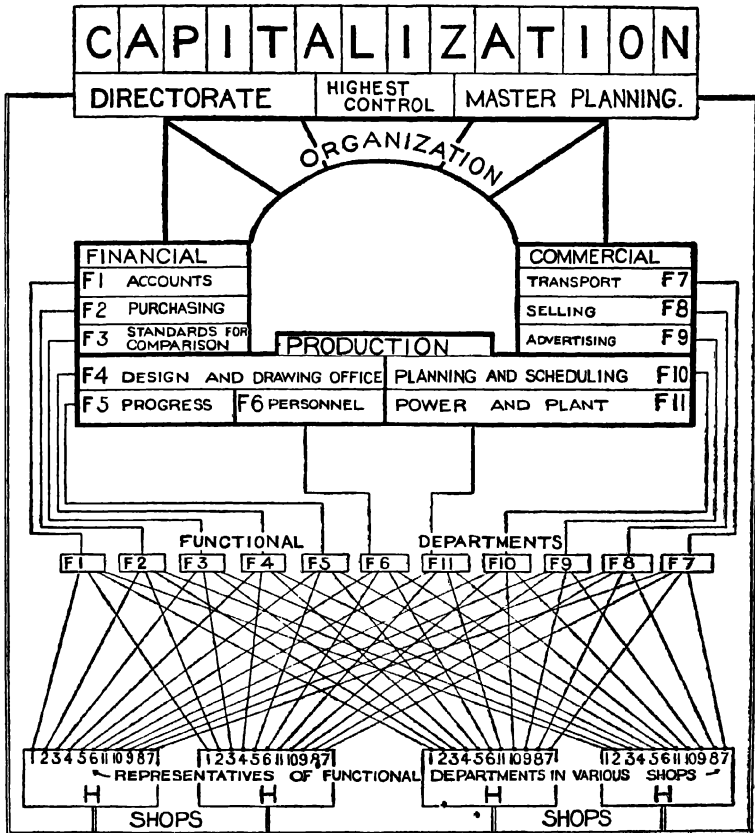 CAPITALIZATION
DIRECTORATE HIGHEST CONTROL MASTER PLANNING.
ORGANIZATION
FINANCIAL
F1 ACCOUNTS
F2 PURCHASING
F3 STANDARDS FOR COMPARISON
COMMERCIAL
TRANSPORT F7
SELLING F8
ADVERTISING F9
PRODUCTION
F4 DESIGN AND DRAWING OFFICE PLANNING AND SCHEDULING F10
F5 PROGRESS F6 PERSONNEL POWER AND PLANT F11
FUNCTIONAL DEPARTMENTS
F1 F2 F3 F4 F5 F6 F11 F10 F9 F8 F7
1 2 3 4 5 6 11 10 9 8 7 1 2 3 4 5 6 11 10 9 8 7 1 2 3 4 5 6 11 10 9 8 7 1 2 3 4 5 6 11 10 9 8 7
REPRESENTATIVES OF FUNCTIONAL DEPARTMENTS IN VARIOUS SHOPS
H H H H
SHOPS SHOPS